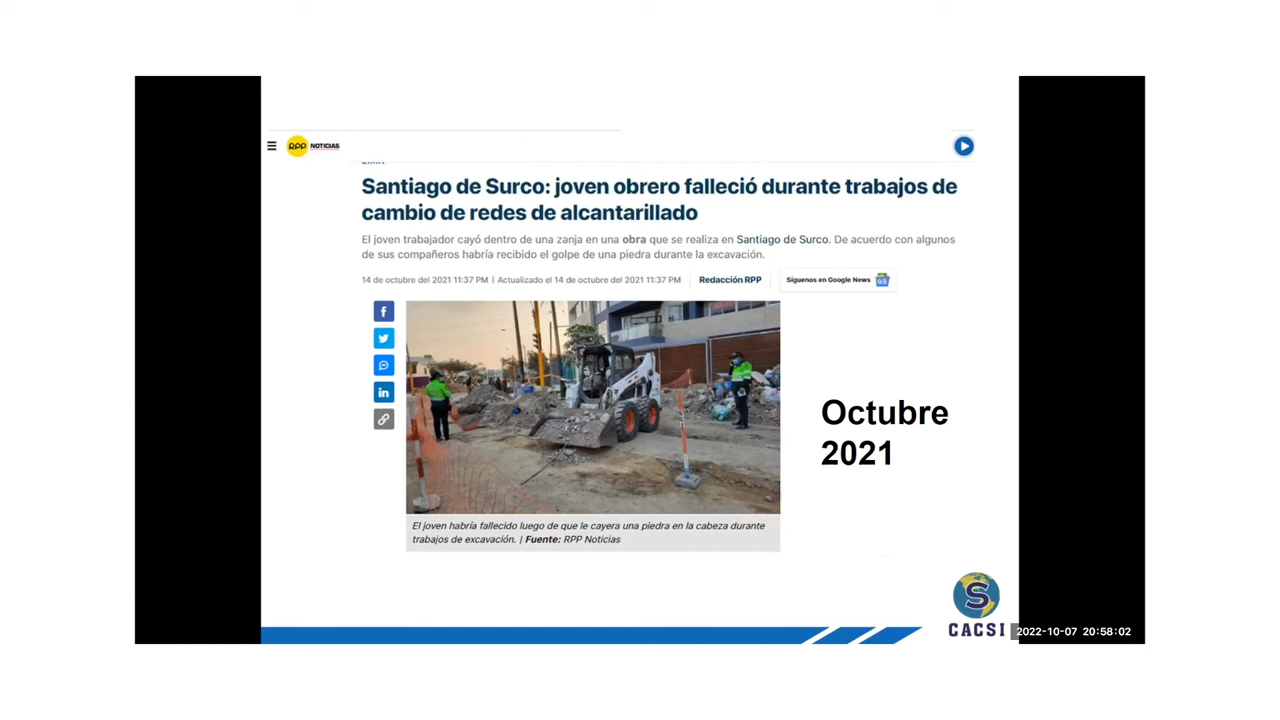 RPP NOTICIAS
Santiago de Surco: joven obrero falleció durante trabajos de
cambio de redes de alcantarillado
El joven trabajador cayó dentro de una zanja en una obra que se realiza en Santiago de Surco. De acuerdo con algunos
de sus compañeros habría recibido el golpe de una piedra durante la excavación.
14 de octubre del 2021 11:37 PM | Actualizado el 14 de octubre del 2021 11:37 PM | Redacción RPP | Síguenos en Google News
Octubre
2021
El joven habría fallecido luego de que le cayera una piedra en la cabeza durante
trabajos de excavación. | Fuente: RPP Noticias
S
CACSI
2022-10-07 20:58:02